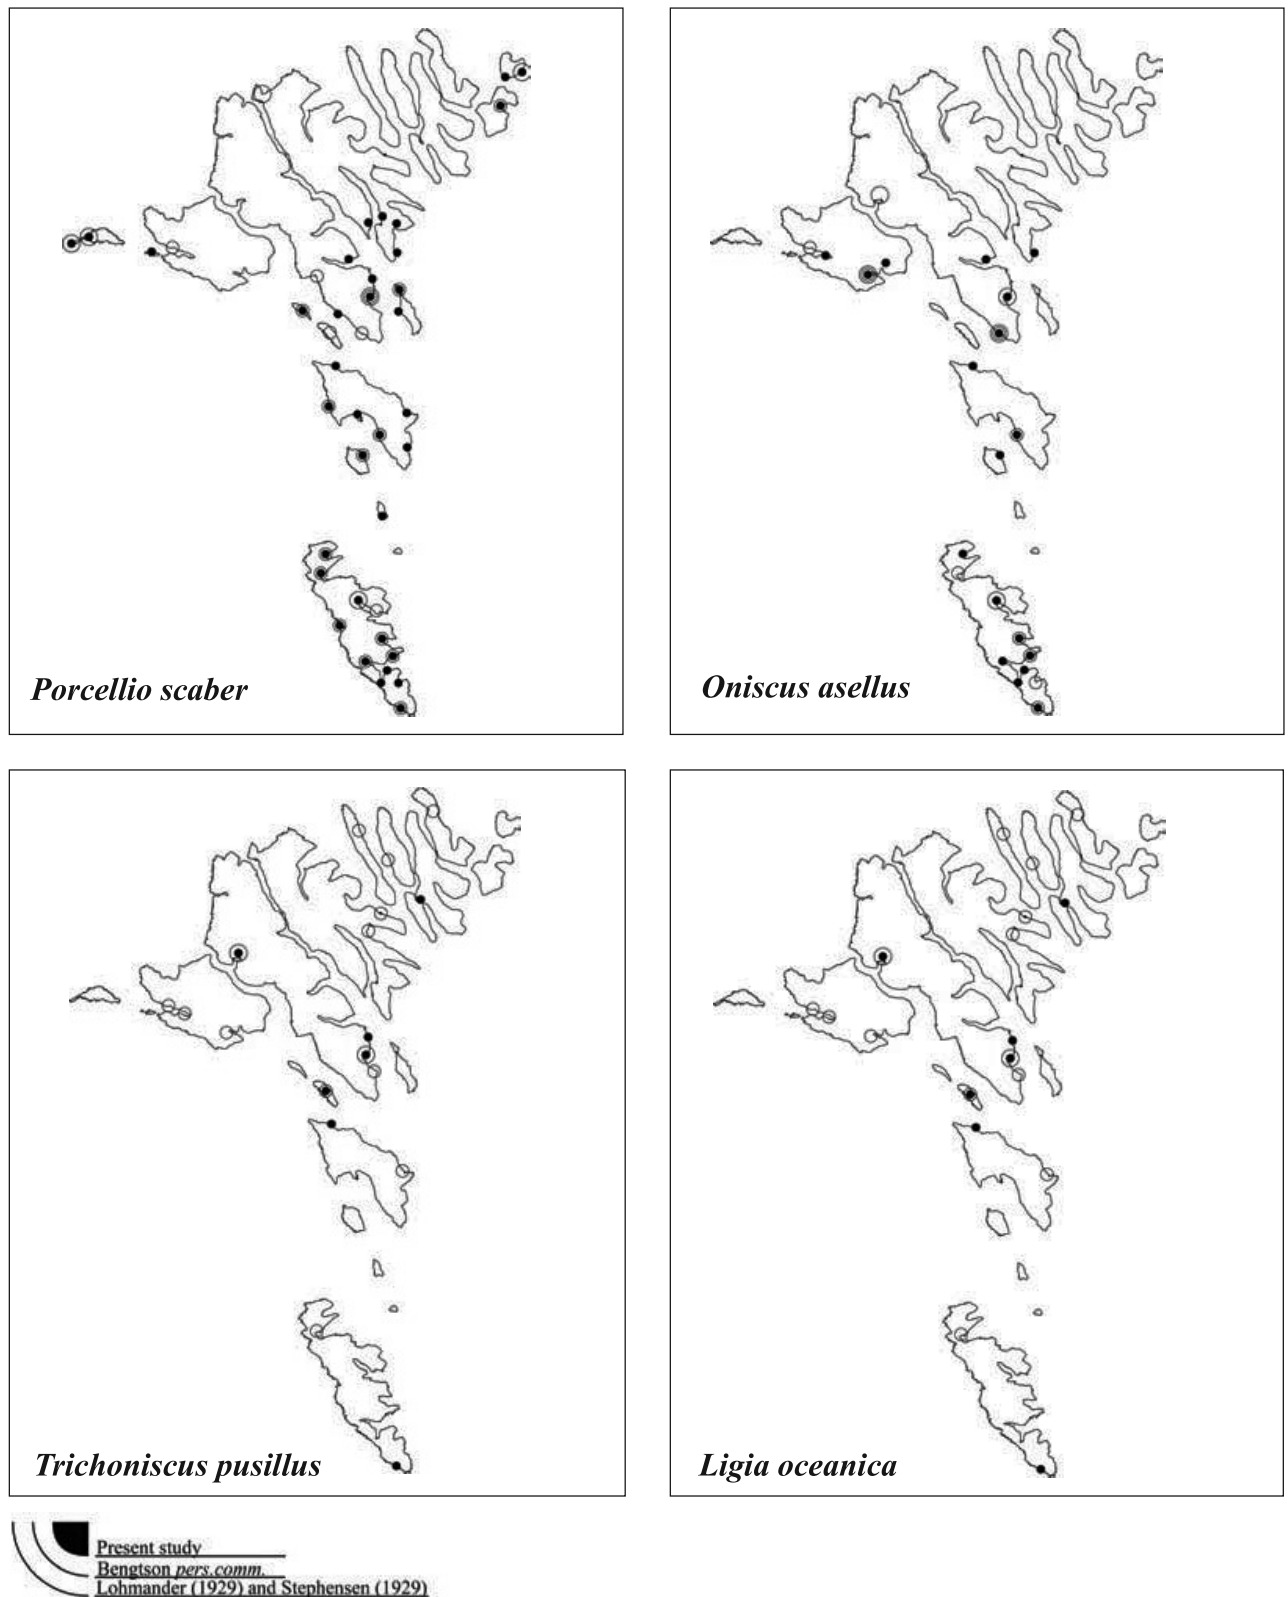 Porcellio scaber
Oniscus asellus
Trichoniscus pusillus
Ligia oceanica
Present study
Bengtson pers.comm.
Lohmander (1929) and Stephensen (1929)